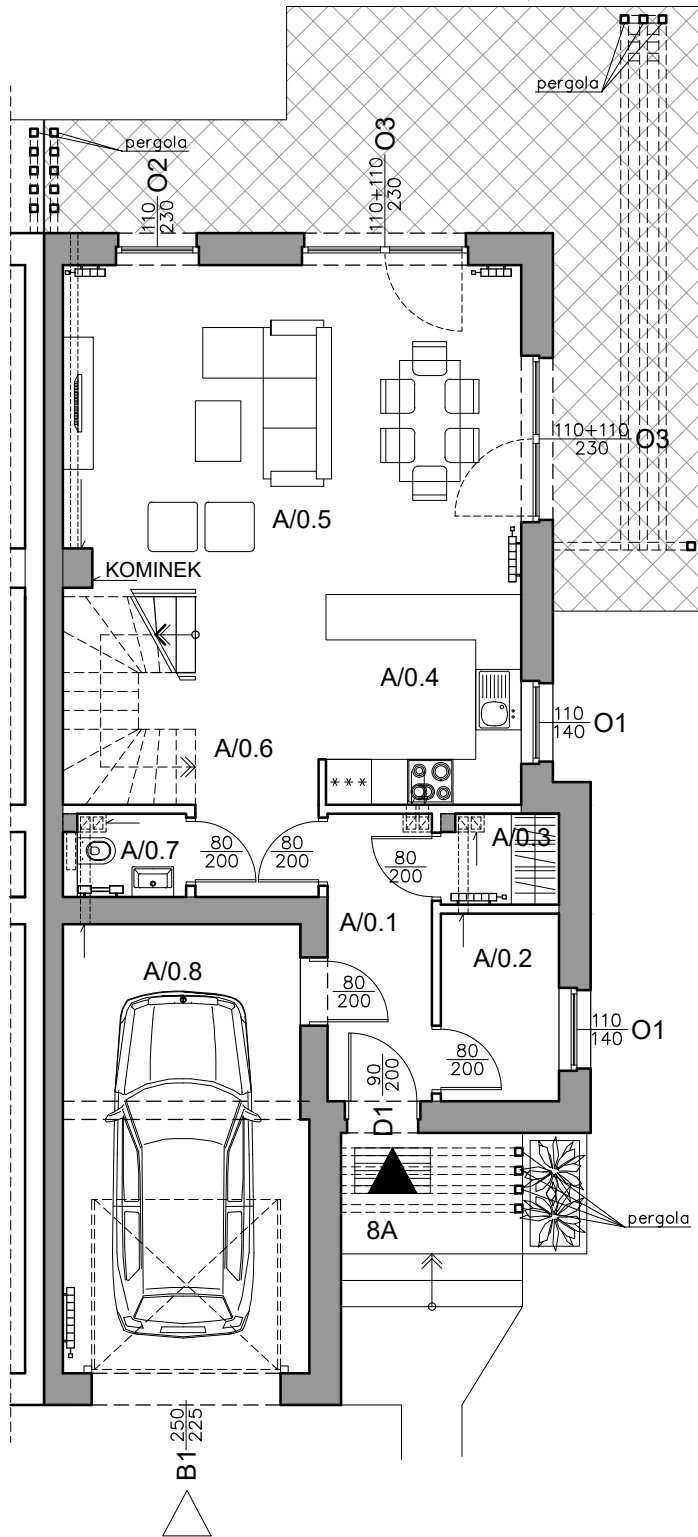 pergola
pergola
110
230
O2
110+110
230
O3
110+110
230
O3
A/0.5
KOMINEK
A/0.4
110
140
O1
A/0.6
***
A/0.7
80
200
80
200
80
200
A/0.3
A/0.1
A/0.2
A/0.8
80
200
110
140
O1
80
200
90
200
D1
8A
pergola
B1
250
225